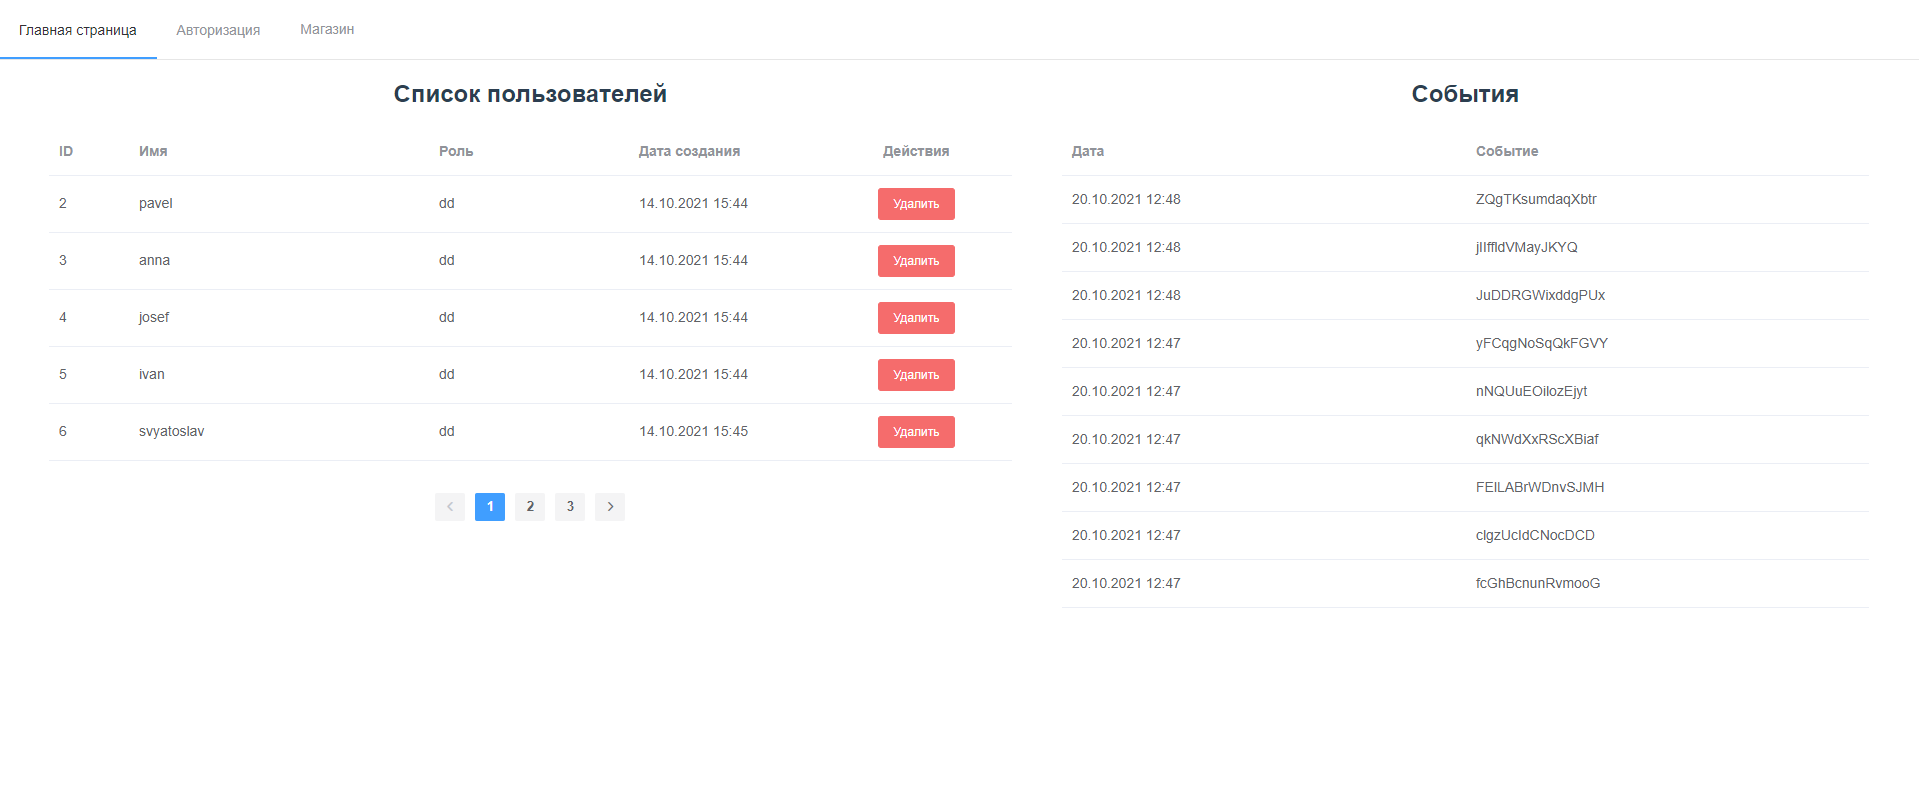 Главная страница Авторизация Магазин
Список пользователей
ID Имя Роль Дата создания Действия
2 pavel dd 14.10.2021 15:44 Удалить
3 anna dd 14.10.2021 15:44 Удалить
4 josef dd 14.10.2021 15:44 Удалить
5 ivan dd 14.10.2021 15:44 Удалить
6 svyatoslav dd 14.10.2021 15:45 Удалить
1 2 3
События
Дата Событие
20.10.2021 12:48 ZQgTKsumdaqXbtr
20.10.2021 12:48
20.10.2021 12:48 JuDDRGWixddgPUx
20.10.2021 12:47 yFCqgNoSqQkFGVY
20.10.2021 12:47
20.10.2021 12:47 qkNWdXxRScXBiaf
20.10.2021 12:47
20.10.2021 12:47
20.10.2021 12:47 fcGhBcnunRvmooG